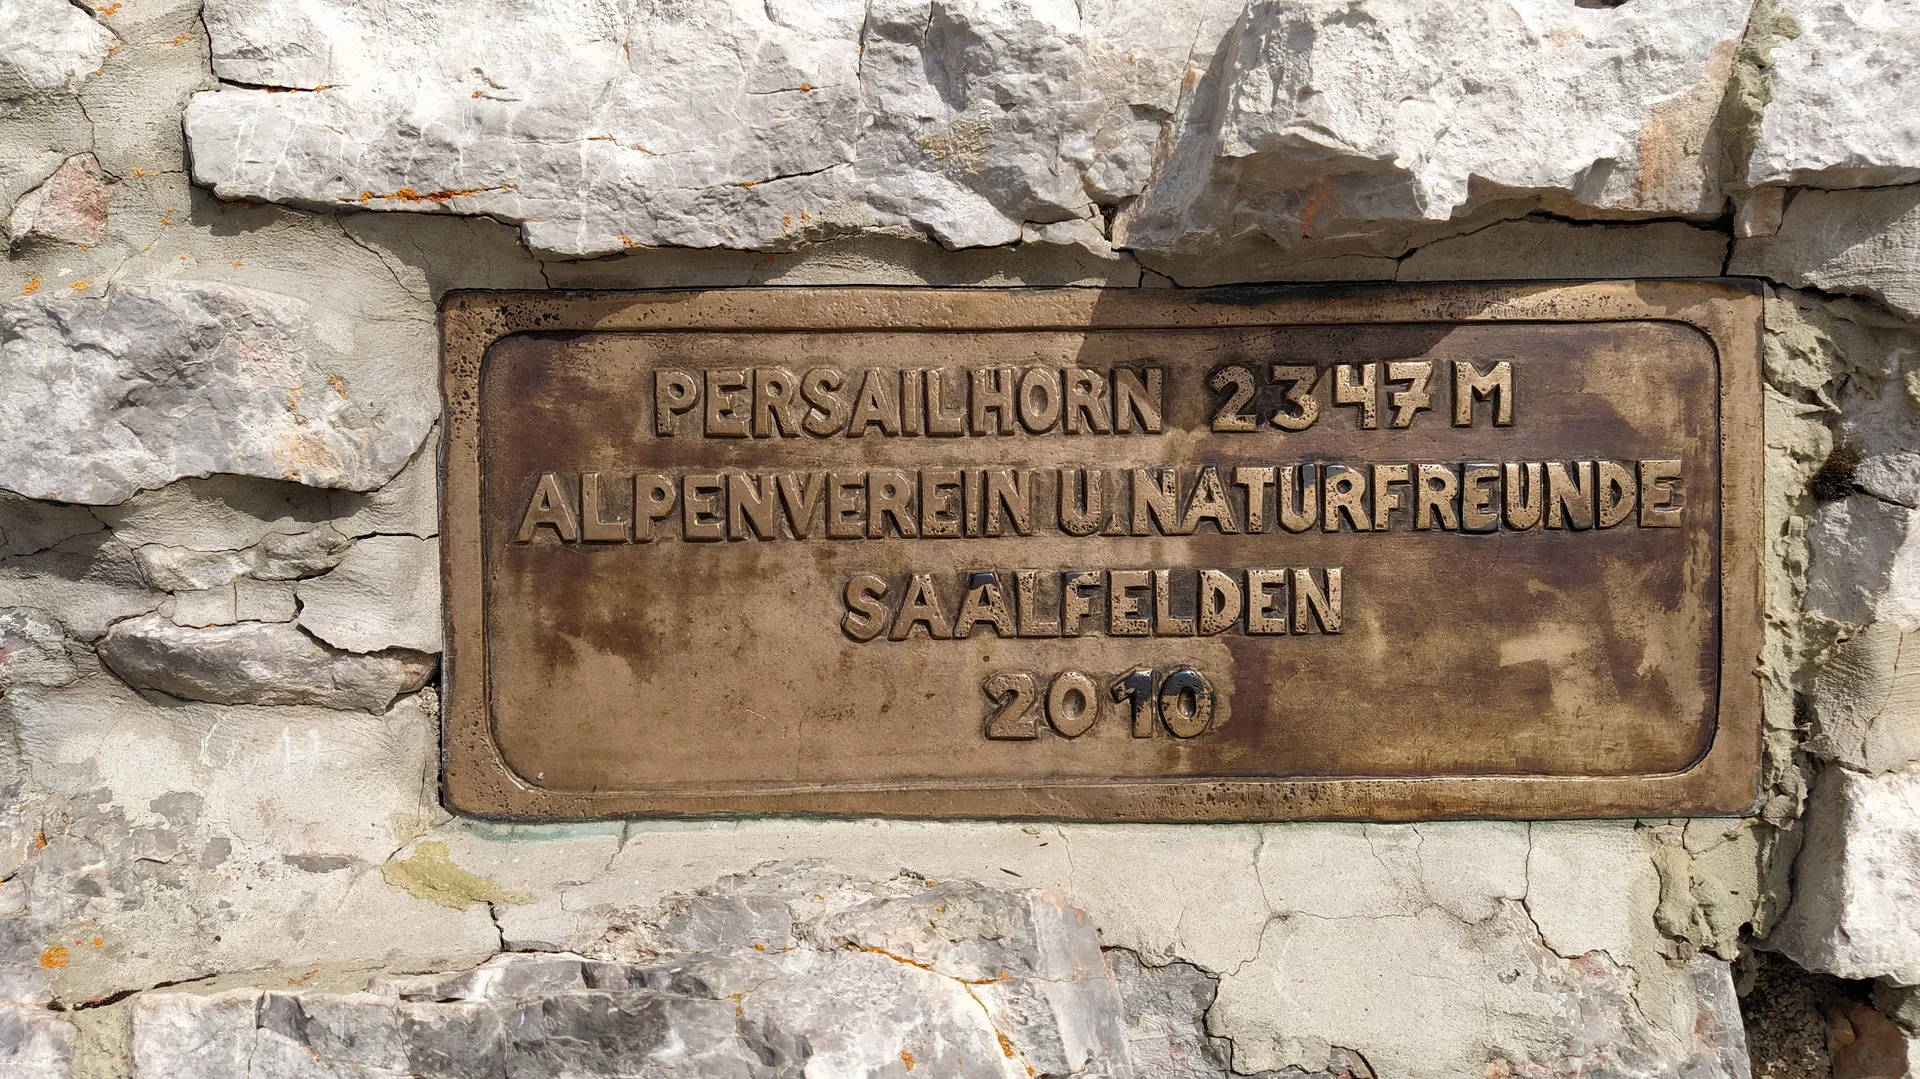 PERSAILHORN 2347 M
ALPENVEREIN U. NATURFREUNDE
SAALFELDEN
2010